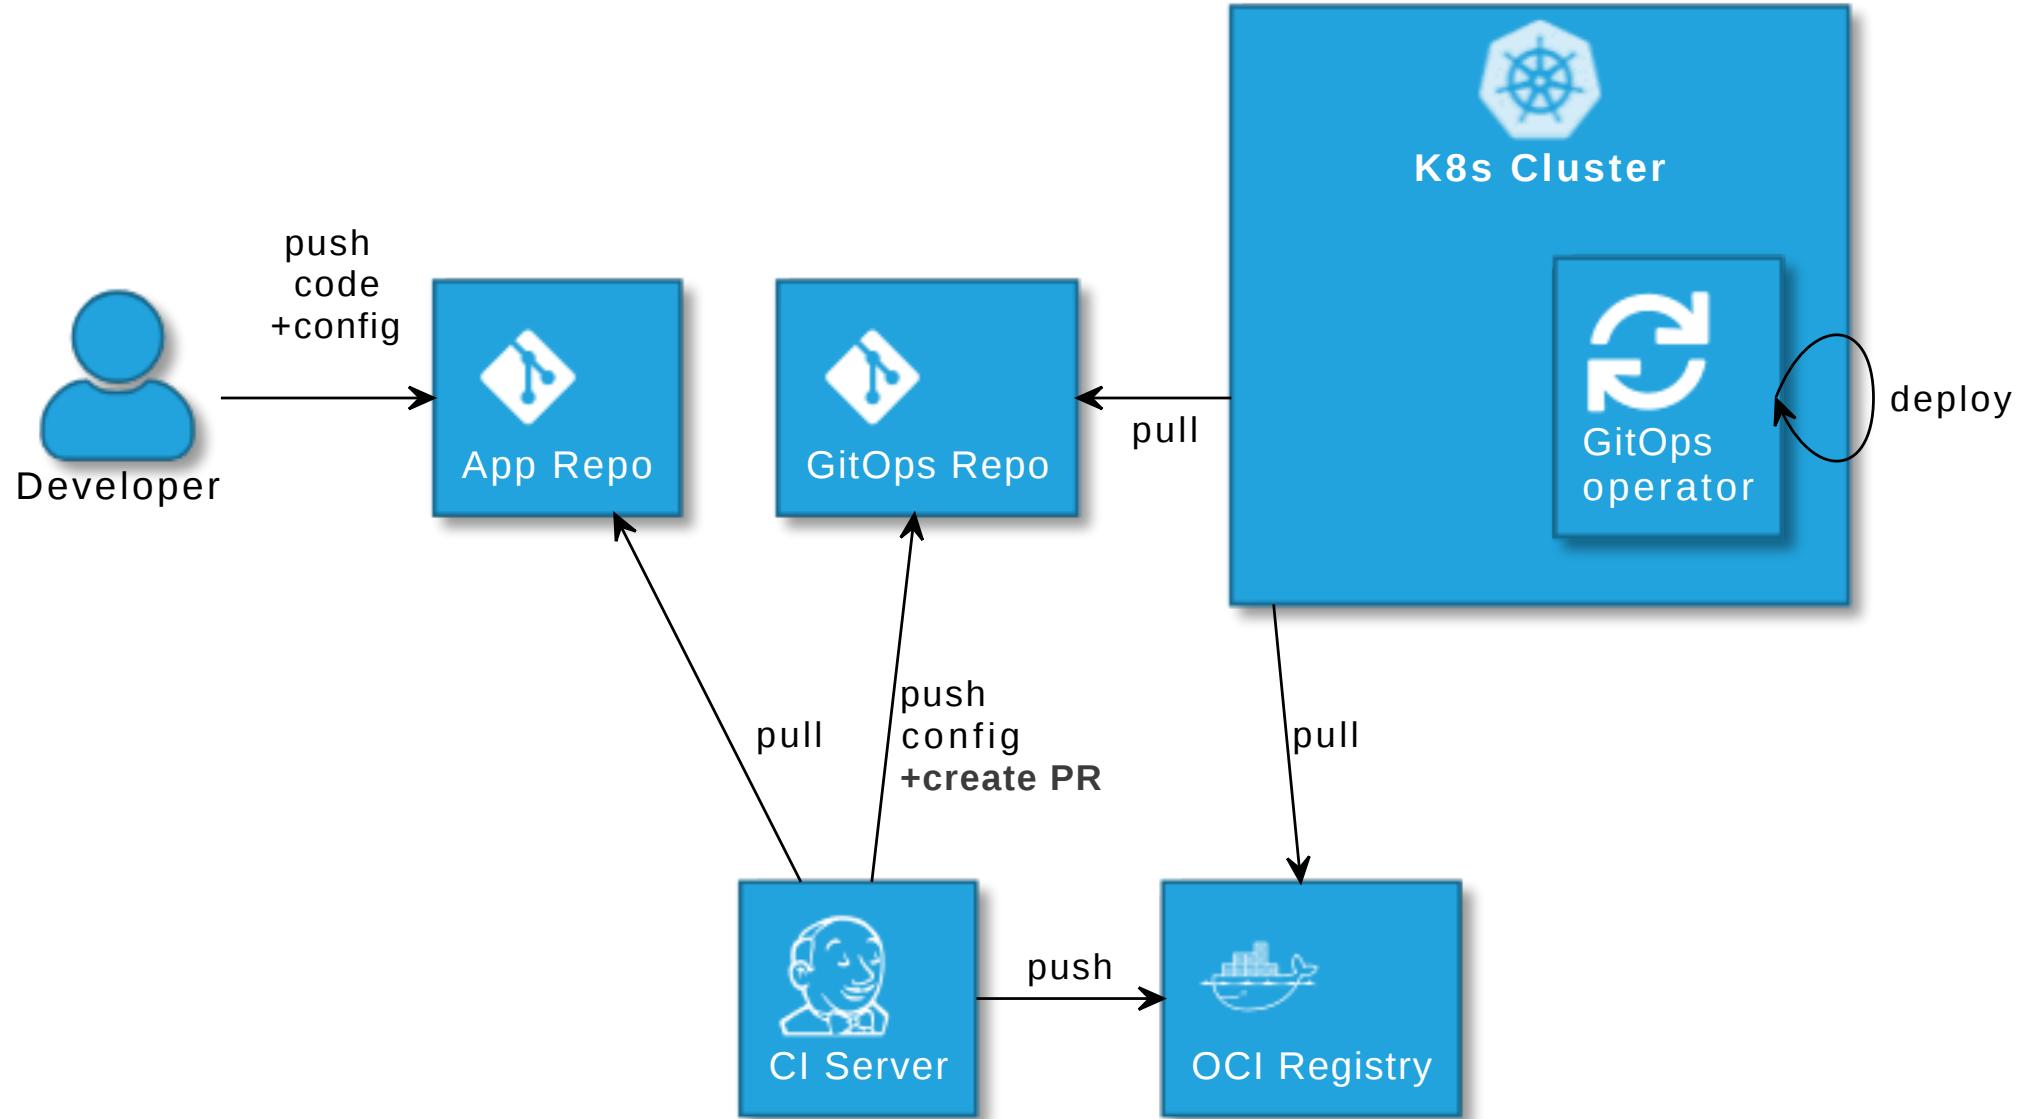 K8s Cluster
push
code
+config
Developer
App Repo
GitOps Repo
pull
GitOps
operator
deploy
pull
push
config
+create PR
pull
push
CI Server
OCI Registry